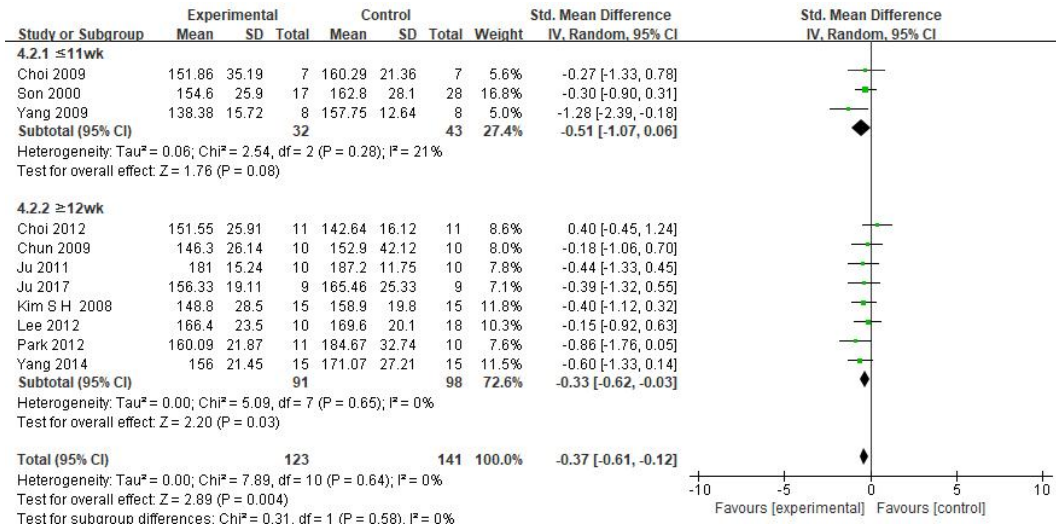 Experimental Control Std. Mean Difference Std. Mean Difference
Study or Subgroup Mean SD Total Mean SD Total Weight IV, Random, 95% CI IV, Random, 95% CI
4.2.1 ≤11wk
Choi 2009 151.86 35.19 7 160.29 21.36 7 5.6% -0.27 [-1.33, 0.78]
Son 2000 154.6 25.9 17 162.8 28.1 28 16.8% -0.30 [-0.90, 0.31]
Yang 2009 138.38 15.72 8 157.75 12.64 8 5.0% -1.28 [-2.39, -0.18]
Subtotal (95% CI) 32 43 27.4% -0.51 [-1.07, 0.06]
Heterogeneity: Tau² = 0.06; Chi² = 2.54, df = 2 (P = 0.28); I² = 21%
Test for overall effect: Z = 1.76 (P = 0.08)
4.2.2 ≥12wk
Choi 2012 151.55 25.91 11 142.64 16.12 11 8.6% 0.40 [-0.45, 1.24]
Chun 2009 146.3 26.14 10 152.9 42.12 10 8.0% -0.18 [-1.06, 0.70]
Ju 2011 181 15.24 10 187.2 11.75 10 7.8% -0.44 [-1.33, 0.45]
Ju 2017 156.33 19.11 9 165.46 25.33 9 7.1% -0.39 [-1.32, 0.55]
Kim S H 2008 148.8 28.5 15 158.9 19.8 15 11.8% -0.40 [-1.12, 0.32]
Lee 2012 166.4 23.5 10 169.6 20.1 18 10.3% -0.15 [-0.92, 0.63]
Park 2012 160.09 21.87 11 184.67 32.74 10 7.6% -0.86 [-1.76, 0.05]
Yang 2014 156 21.45 15 171.07 27.21 15 11.5% -0.60 [-1.33, 0.14]
Subtotal (95% CI) 91 98 72.6% -0.33 [-0.62, -0.03]
Heterogeneity: Tau² = 0.00; Chi² = 5.09, df = 7 (P = 0.65); I² = 0%
Test for overall effect: Z = 2.20 (P = 0.03)
Total (95% CI) 123 141 100.0% -0.37 [-0.61, -0.12]
Heterogeneity: Tau² = 0.00; Chi² = 7.89, df = 10 (P = 0.64); I² = 0%
Test for overall effect: Z = 2.89 (P = 0.004)
Test for subgroup differences: Chi² = 0.31, df = 1 (P = 0.58), I² = 0%
-10 -5 0 5 10
Favours [experimental] Favours [control]